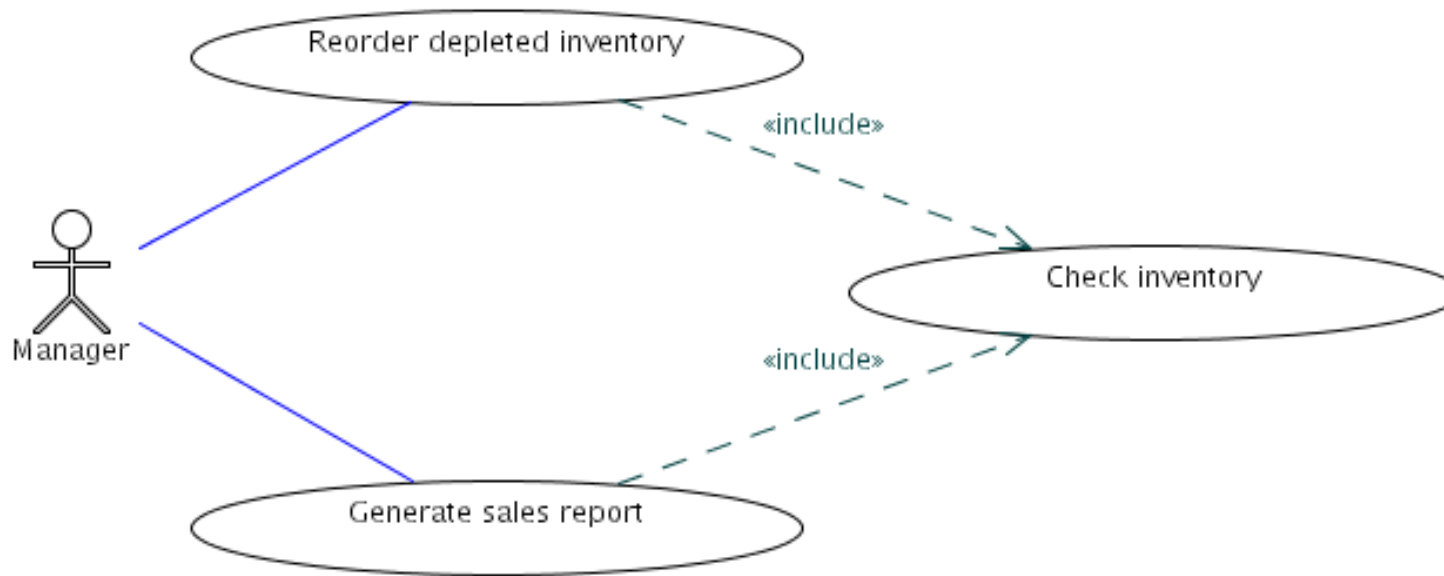 Reorder depleted inventory
«include»
Check inventory
Manager
«include»
Generate sales report